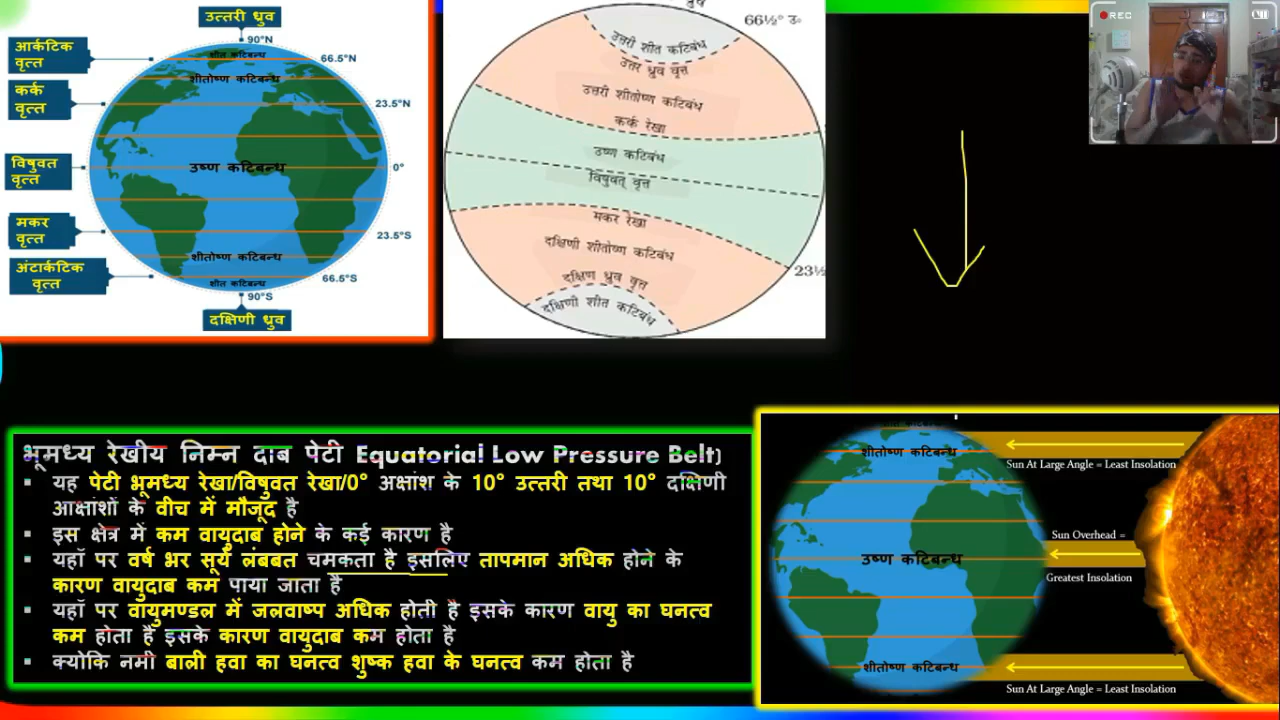 उत्तरी ध्रुव
90°N
आर्कटिक
वृत्त
शीत कटिबन्ध
66.5°N
शीतोष्ण कटिबन्ध
कर्क
वृत्त
23.5°N
विषुवत
वृत्त
उष्ण कटिबन्ध
0°
मकर
वृत्त
23.5°S
शीतोष्ण कटिबन्ध
अंटार्कटिक
वृत्त
शीत कटिबन्ध
66.5°S
90°S
दक्षिणी ध्रुव
66½° उ०
उत्तरी शीत कटिबंध
उत्तर ध्रुव वृत्त
उत्तरी शीतोष्ण कटिबंध
कर्क रेखा
उष्ण कटिबंध
विषुवत् वृत्त
मकर रेखा
दक्षिणी शीतोष्ण कटिबंध
23½
दक्षिण ध्रुव वृत्त
दक्षिणी शीत कटिबंध
REC
भूमध्य रेखीय निम्न दाब पेटी Equatorial Low Pressure Belt)
▪ यह पेटी भूमध्य रेखा/विषुवत रेखा/0° अक्षांश के 10° उत्तरी तथा 10° दक्षिणी
आक्षांशों के वीच में मौजूद है
▪ इस क्षेत्र में कम वायुदाब होने के कई कारण है
▪ यहॉ पर वर्ष भर सूर्य लंबबत चमकता है इसलिए तापमान अधिक होने के
कारण वायुदाब कम पाया जाता है
▪ यहॉ पर वायुमण्डल में जलवाष्प अधिक होती है इसके कारण वायु का घनत्व
कम होता है इसके कारण वायुदाब कम होता है
▪ क्योकि नमी बाली हवा का घनत्व शुष्क हवा के घनत्व कम होता है
शीतोष्ण कटिबन्ध
Sun At Large Angle = Least Insolation
Sun Overhead =
उष्ण कटिबन्ध
Greatest Insolation
शीतोष्ण कटिबन्ध
Sun At Large Angle = Least Insolation